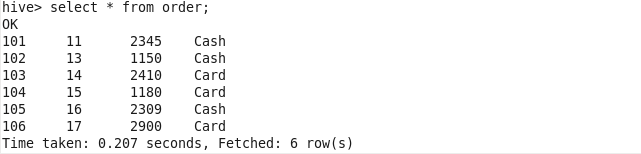 hive> select * from order;
OK
101     11      2345    Cash
102     13      1150    Cash
103     14      2410    Card
104     15      1180    Card
105     16      2309    Cash
106     17      2900    Card
Time taken: 0.207 seconds, Fetched: 6 row(s)